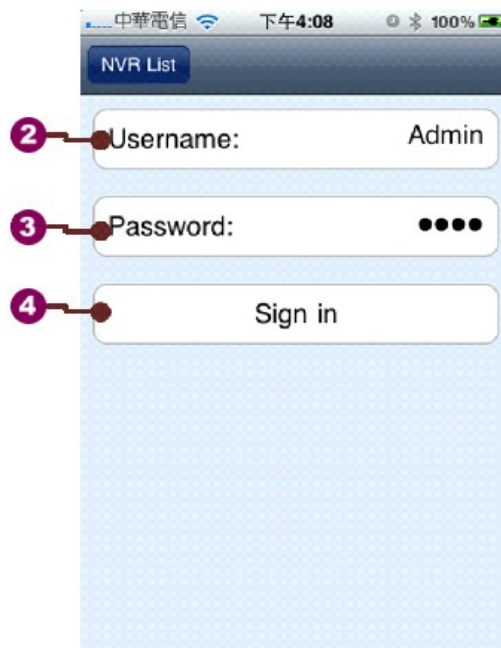 中華電信 下午4:08 100%
NVR List
2 Username: Admin
3 Password: ••••
4 Sign in